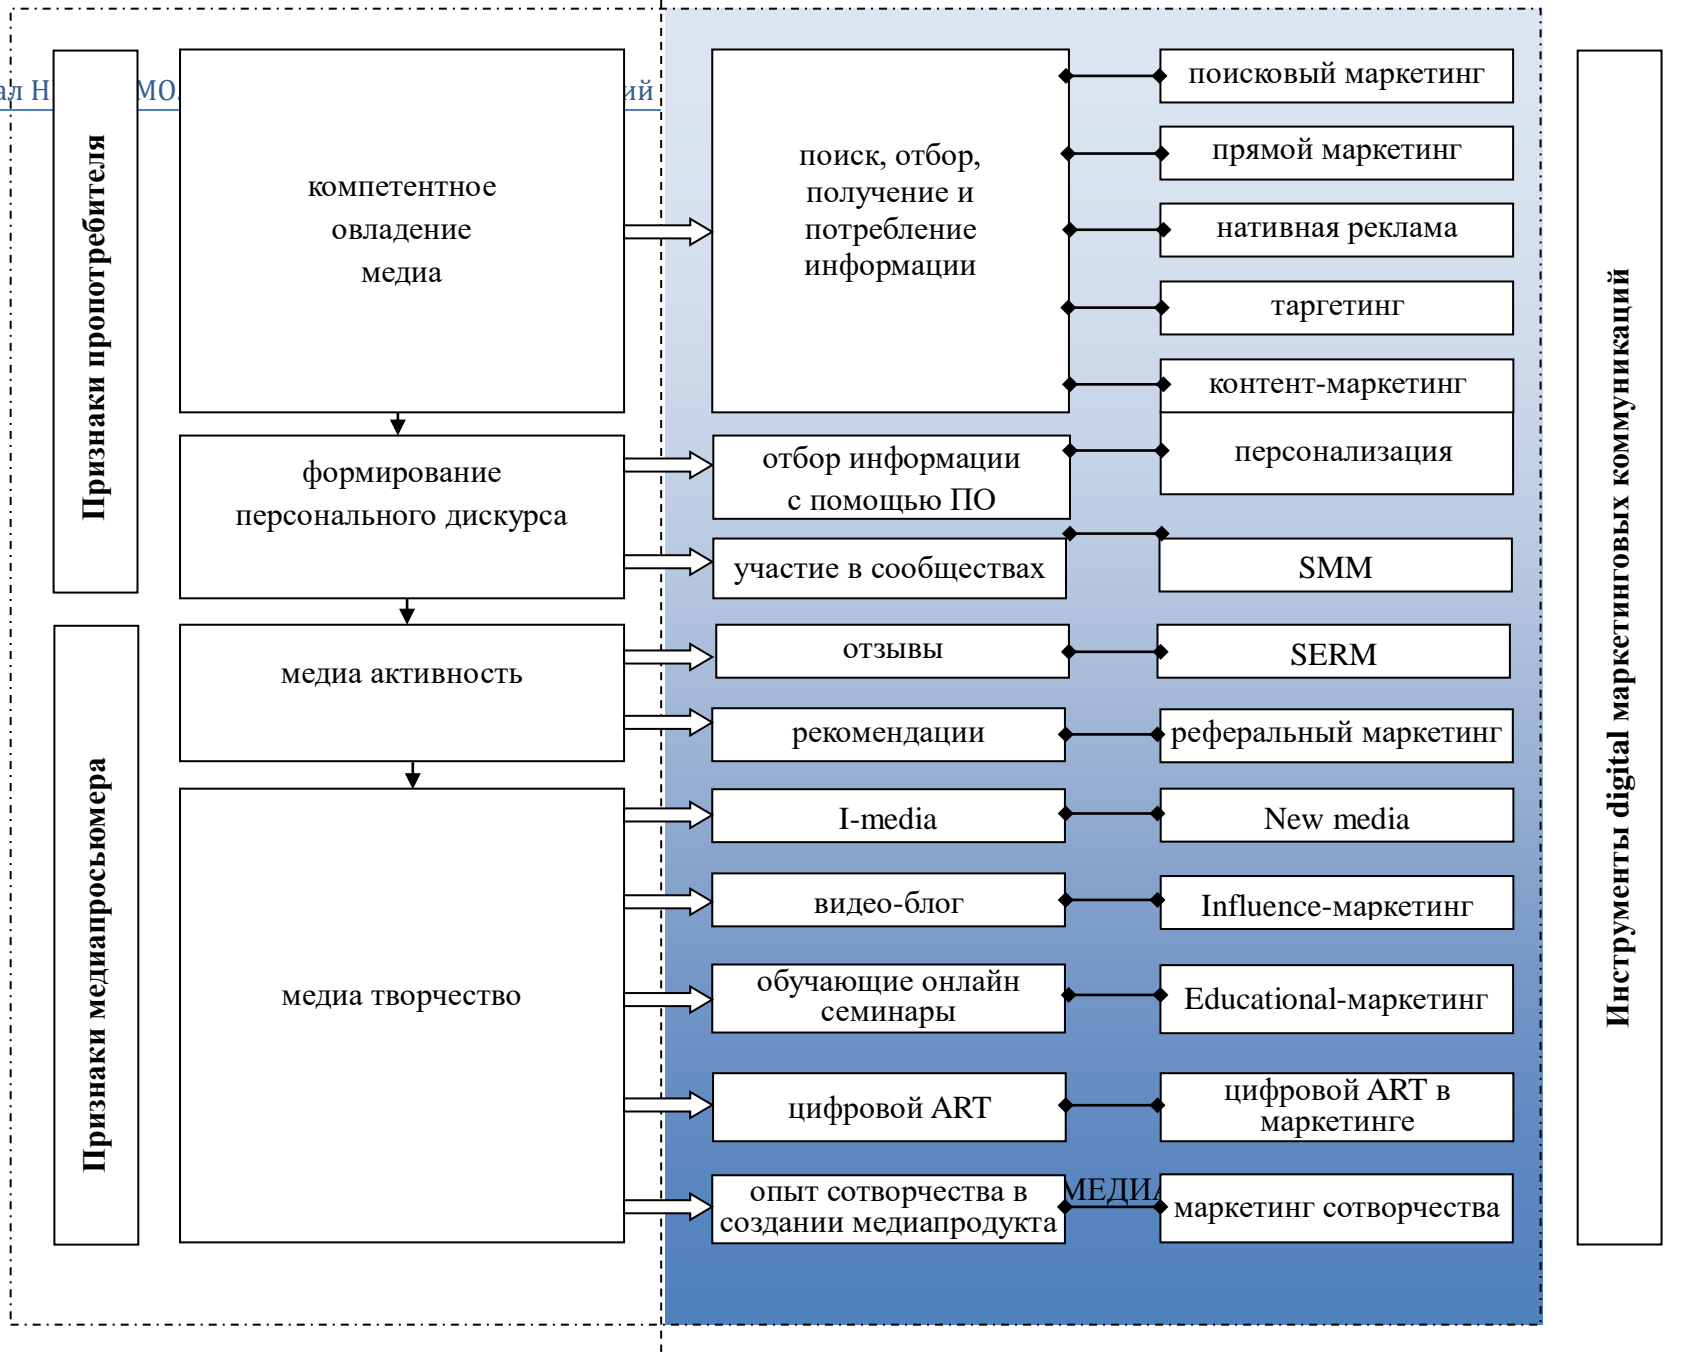 Признаки пропотребителя
Признаки медиапросьюмера
компетентное
овладение
медиа
формирование
персонального дискурса
медиа активность
медиа творчество
поиск, отбор,
получение и
потребление
информации
отбор информации
с помощью ПО
участие в сообществах
отзывы
рекомендации
I-media
видео-блог
обучающие онлайн
семинары
цифровой ART
опыт сотворчества в
создании медиапродукта
МЕДИА
поисковый маркетинг
прямой маркетинг
нативная реклама
таргетинг
контент-маркетинг
персонализация
SMM
SERM
реферальный маркетинг
New media
Influence-маркетинг
Educational-маркетинг
цифровой ART в
маркетинге
маркетинг сотворчества
Инструменты digital маркетинговых коммуникаций